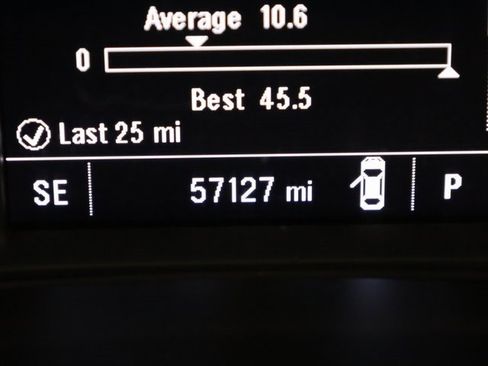 Average 10.6
0
Best 45.5
Last 25 mi
SE 57127 mi P